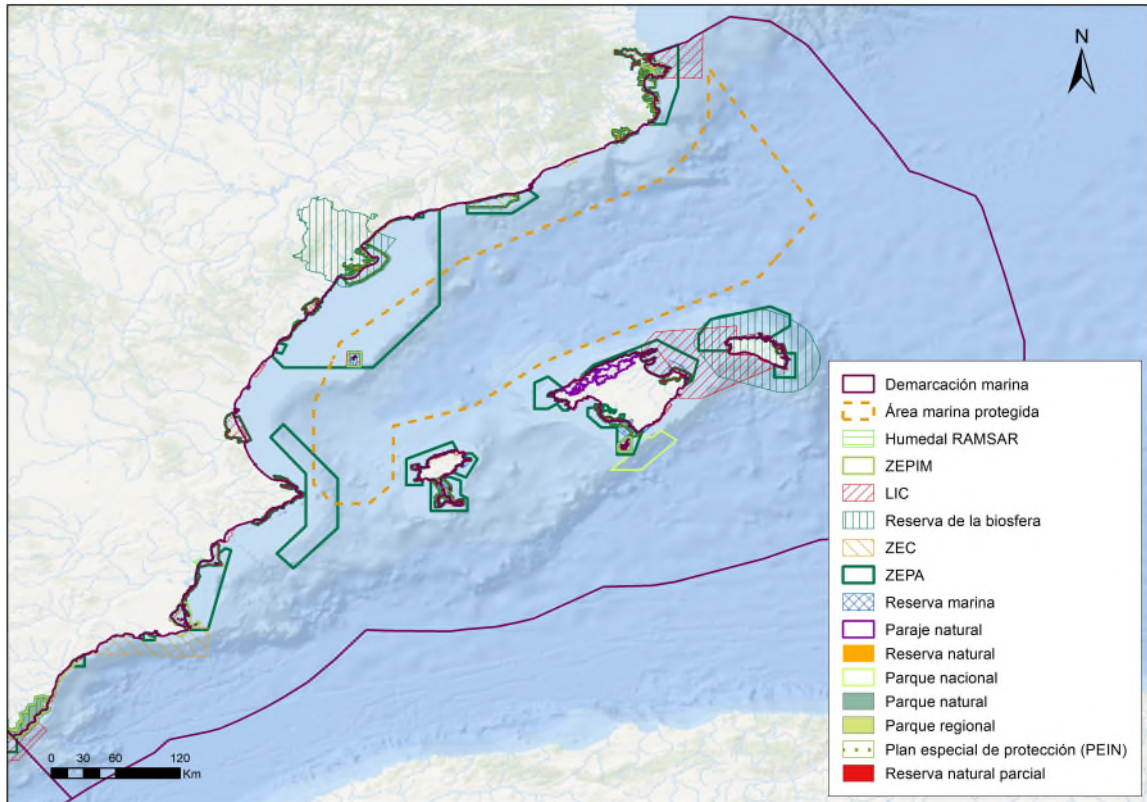 N
Demarcación marina
Área marina protegida
Humedal RAMSAR
ZEPIM
LIC
Reserva de la biosfera
ZEC
ZEPA
Reserva marina
Paraje natural
Reserva natural
Parque nacional
Parque natural
Parque regional
Plan especial de protección (PEIN)
Reserva natural parcial
0 30 60 120
Km